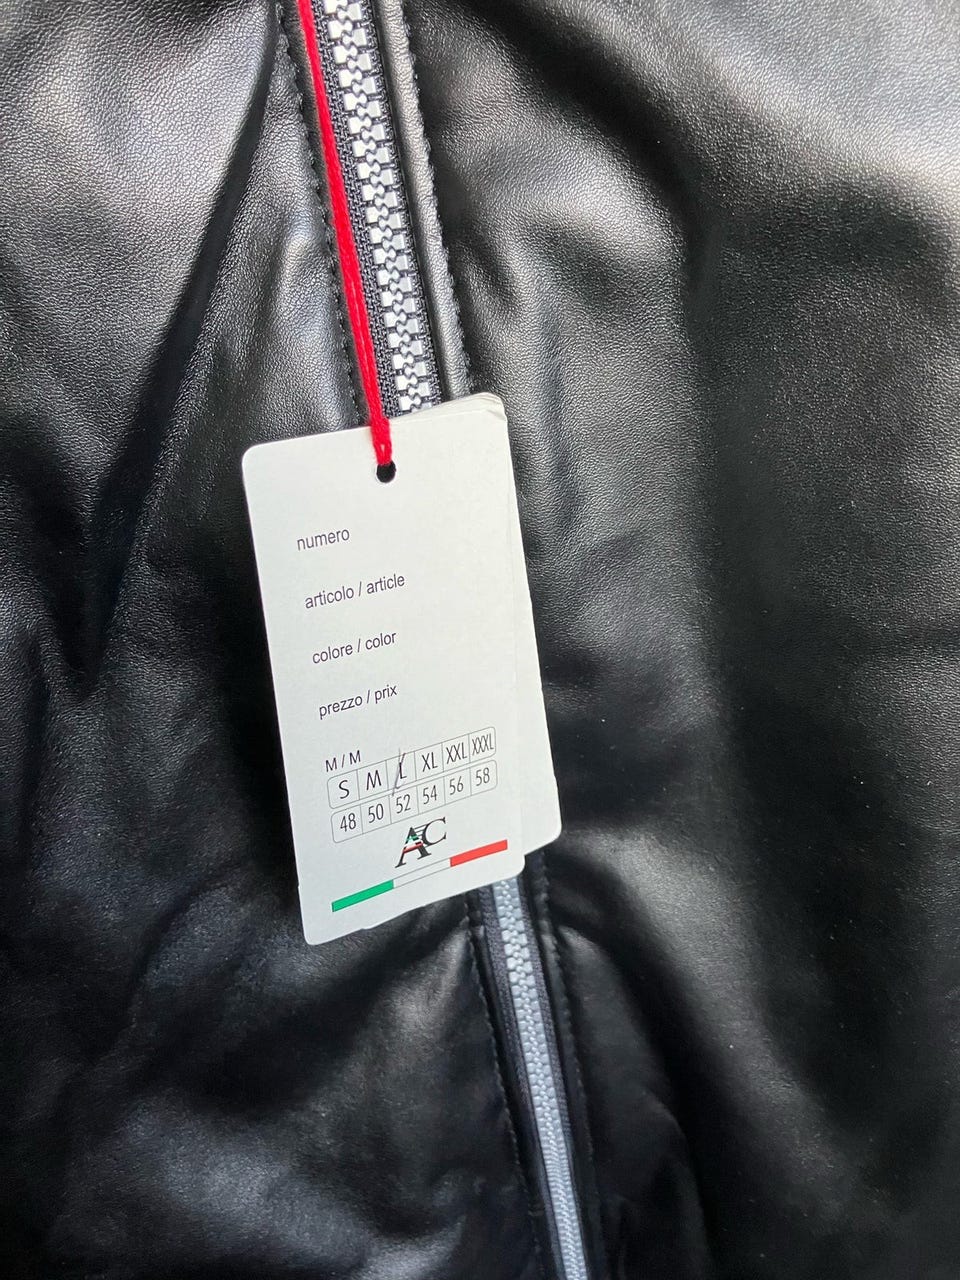 numero
articolo / article
colore / color
prezzo / prix
M / M
S M L XL XXL XXXL
48 50 52 54 56 58
AC